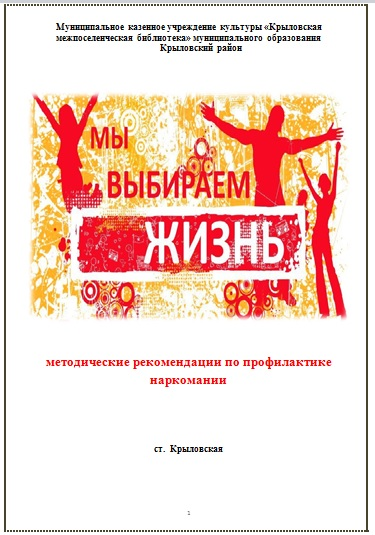 Муниципальное казенное учреждение культуры «Крыловская
межпоселенческая библиотека» муниципального образования
Крыловский район
МЫ
ВЫБИРАЕМ
ЖИЗНЬ
методические рекомендации по профилактике
наркомании
ст. Крыловская
1